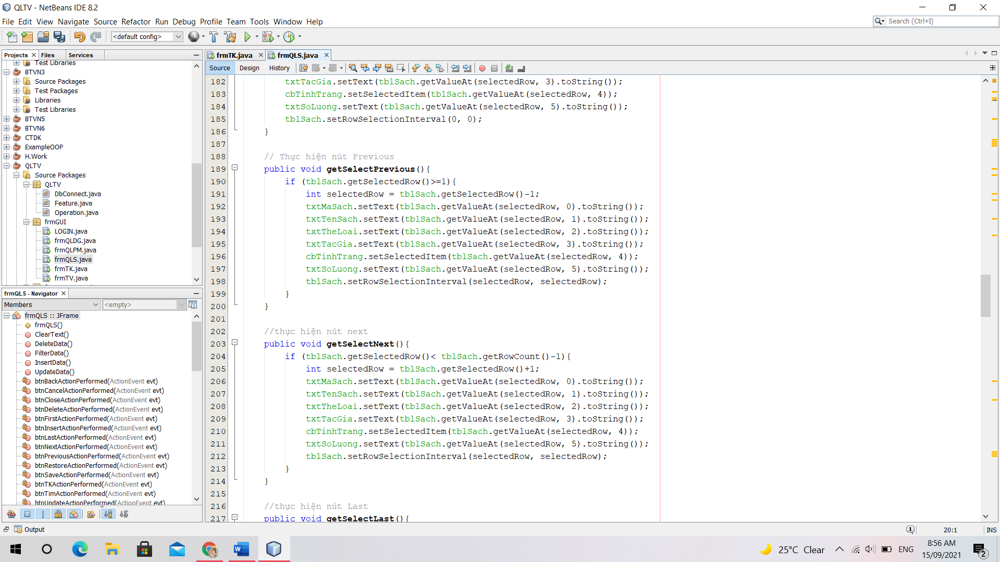 QLTV - NetBeans IDE 8.2
File Edit View Navigate Source Refactor Run Debug Profile Team Tools Window Help
Search (Ctrl+I)
<default config>
Projects Files Services
Test Libraries
BTVN3
Source Packages
Test Packages
Libraries
Test Libraries
BTVN5
BTVN6
CTDK
ExampleOOP
H.Work
QLTV
Source Packages
QLTV
DbConnect.java
Feature.java
Operation.java
frmGUI
LOGIN.java
frmQLDG.java
frmQLPM.java
frmQLS.java
frmTK.java
frmTV.java
frmQLS - Navigator
Members <empty>
frmQLS :: JFrame
frmQLS()
ClearText()
DeleteData()
FilterData()
InsertData()
UpdateData()
btnBackActionPerformed(ActionEvent evt)
btnCancelActionPerformed(ActionEvent evt)
btnCloseActionPerformed(ActionEvent evt)
btnDeleteActionPerformed(ActionEvent evt)
btnFirstActionPerformed(ActionEvent evt)
btnInsertActionPerformed(ActionEvent evt)
btnLastActionPerformed(ActionEvent evt)
btnNextActionPerformed(ActionEvent evt)
btnPreviousActionPerformed(ActionEvent evt)
btnRestoreActionPerformed(ActionEvent evt)
btnSaveActionPerformed(ActionEvent evt)
btnTKActionPerformed(ActionEvent evt)
btnTimActionPerformed(ActionEvent evt)
btnUpdateActionPerformed(ActionEvent evt)
frmTK.java frmQLS.java
Source Design History
182 txtTacGia.setText(tblSach.getValueAt(selectedRow, 3).toString());
183 cbTinhTrang.setSelectedItem(tblSach.getValueAt(selectedRow, 4));
184 txtSoLuong.setText(tblSach.getValueAt(selectedRow, 5).toString());
185 tblSach.setRowSelectionInterval(0, 0);
186 }
187
188 // Thực hiện nút Previous
189 public void getSelectPrevious(){
190 if (tblSach.getSelectedRow()>=1){
191 int selectedRow = tblSach.getSelectedRow()-1;
192 txtMaSach.setText(tblSach.getValueAt(selectedRow, 0).toString());
193 txtTenSach.setText(tblSach.getValueAt(selectedRow, 1).toString());
194 txtTheLoai.setText(tblSach.getValueAt(selectedRow, 2).toString());
195 txtTacGia.setText(tblSach.getValueAt(selectedRow, 3).toString());
196 cbTinhTrang.setSelectedItem(tblSach.getValueAt(selectedRow, 4));
197 txtSoLuong.setText(tblSach.getValueAt(selectedRow, 5).toString());
198 tblSach.setRowSelectionInterval(selectedRow, selectedRow);
199 }
200 }
201
202 //thực hiện nút next
203 public void getSelectNext(){
204 if (tblSach.getSelectedRow()< tblSach.getRowCount()-1){
205 int selectedRow = tblSach.getSelectedRow()+1;
206 txtMaSach.setText(tblSach.getValueAt(selectedRow, 0).toString());
207 txtTenSach.setText(tblSach.getValueAt(selectedRow, 1).toString());
208 txtTheLoai.setText(tblSach.getValueAt(selectedRow, 2).toString());
209 txtTacGia.setText(tblSach.getValueAt(selectedRow, 3).toString());
210 cbTinhTrang.setSelectedItem(tblSach.getValueAt(selectedRow, 4));
211 txtSoLuong.setText(tblSach.getValueAt(selectedRow, 5).toString());
212 tblSach.setRowSelectionInterval(selectedRow, selectedRow);
213 }
214 }
215
216 //thực hiện nút Last
217 public void getSelectLast(){
Output
1
20:1 INS
25°C Clear
ENG
8:56 AM
15/09/2021
2